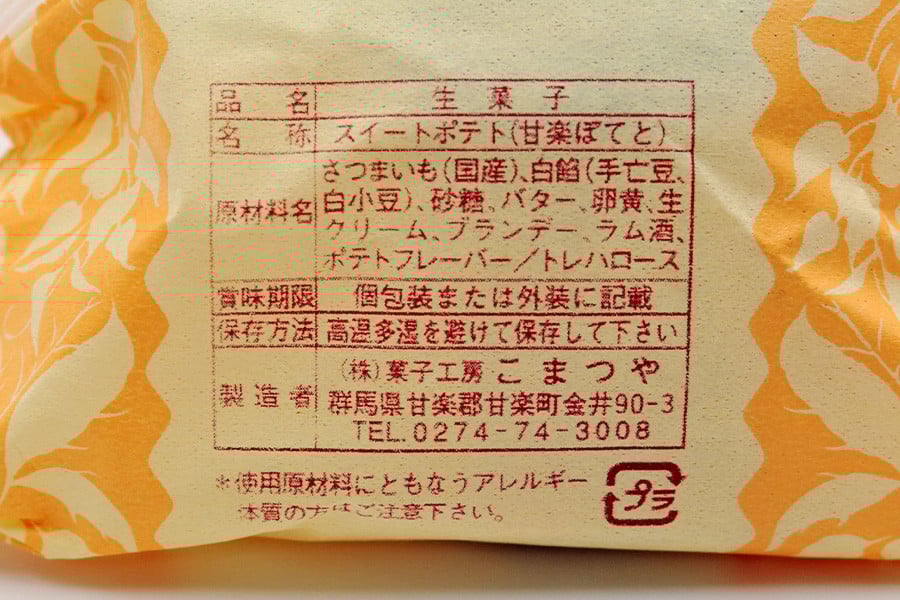 品名 生菓子
名称 スイートポテト(甘楽ぽてと)
原材料名 さつまいも(国産)、白餡(手亡豆、
白小豆)、砂糖、バター、卵黄、生
クリーム、ブランデー、ラム酒、
ポテトフレーバー/トレハロース
賞味期限 個包装または外装に記載
保存方法 高温多湿を避けて保存して下さい
製造者 (株)菓子工房 こまつや
群馬県甘楽郡甘楽町金井90-3
TEL.0274-74-3008
*使用原材料にともなうアレルギー
体質の方はご注意下さい。
プラ